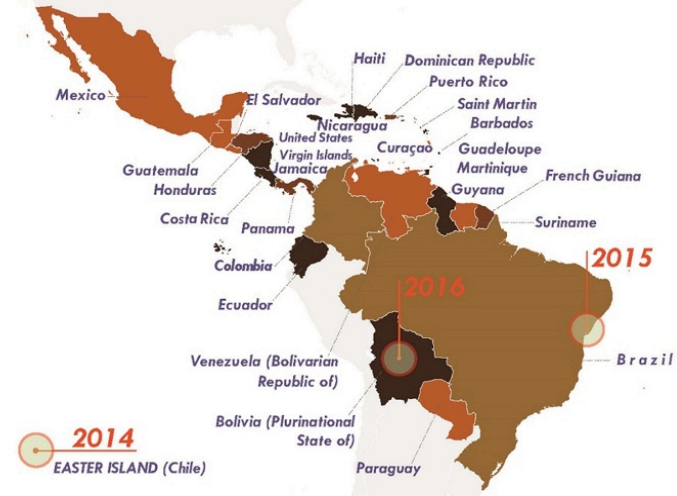 Haiti
Dominican Republic
Puerto Rico
Mexico
El Salvador
Saint Martin
Nicaragua
Barbados
United States
Virgin Islands
Curaçao
Guadeloupe
Martinique
Jamaica
Guatemala
Honduras
Guyana
French Guiana
Costa Rica
Panama
Suriname
Colombia
2015
2016
Ecuador
Venezuela (Bolivarian
Republic of)
Brazil
Bolivia (Plurinational
State of)
2014
EASTER ISLAND (Chile)
Paraguay